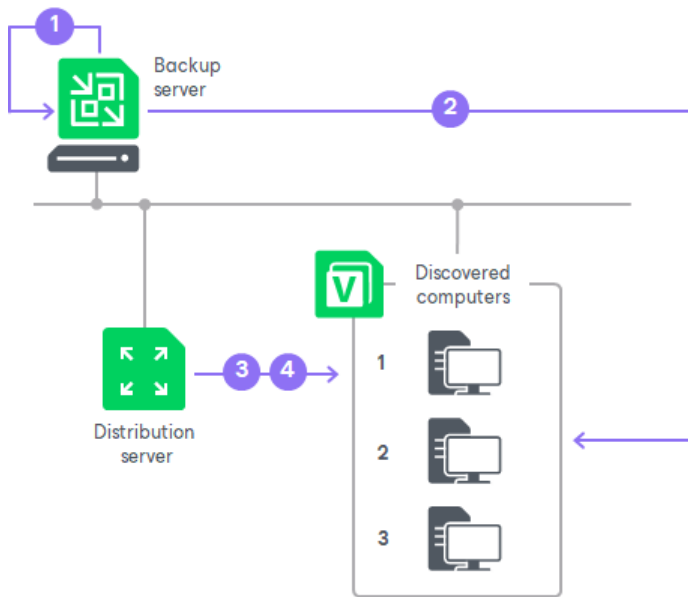 1
Backup
server
2
Discovered
computers
V
1
3 4
Distribution
server
2
3